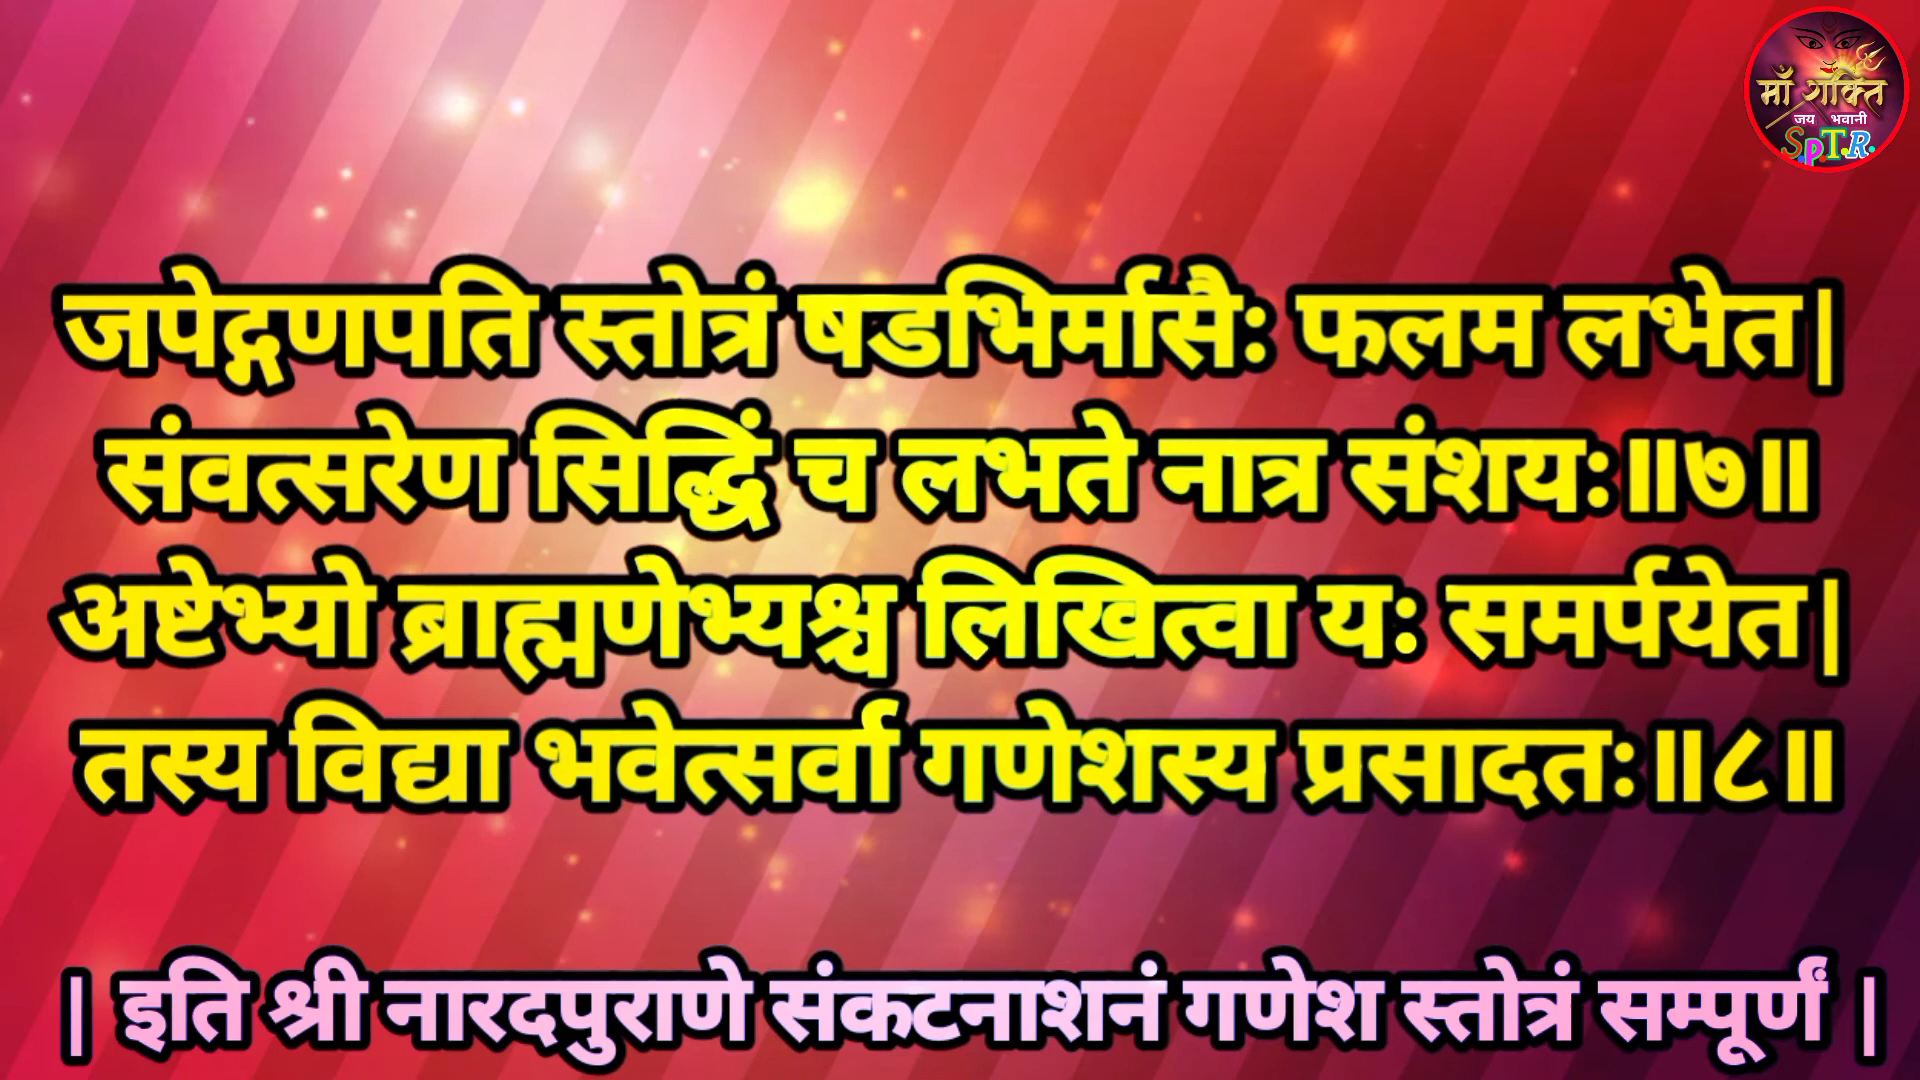 माँ शक्ति
जय भवानी
S.P.T.R.
जपेद्गणपति स्तोत्रं षडभिर्मासैः फलम लभेत|
संवत्सरेण सिद्धिं च लभते नात्र संशयः॥७॥
अष्टेभ्यो ब्राह्मणेभ्यश्च लिखित्वा यः समर्पयेत|
तस्य विद्या भवेत्सर्वा गणेशस्य प्रसादतः॥८॥
| इति श्री नारदपुराणे संकटनाशनं गणेश स्तोत्रं सम्पूर्णं |